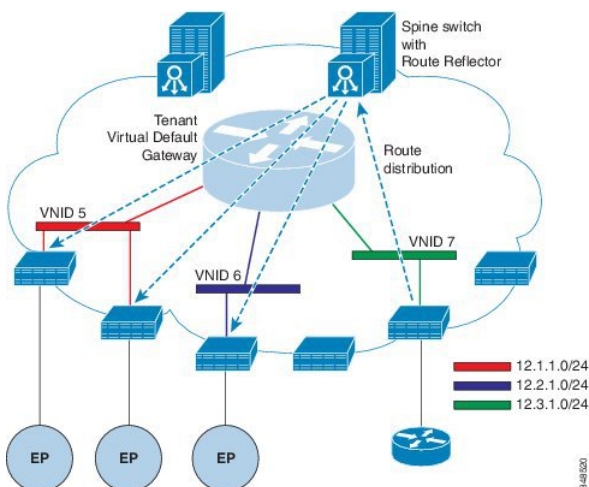 Spine switch
with
Route Reflector
Tenant
Virtual Default
Gateway
Route
distribution
VNID 5
VNID 7
VNID 6
12.1.1.0/24
12.2.1.0/24
12.3.1.0/24
EP
EP
EP
348520